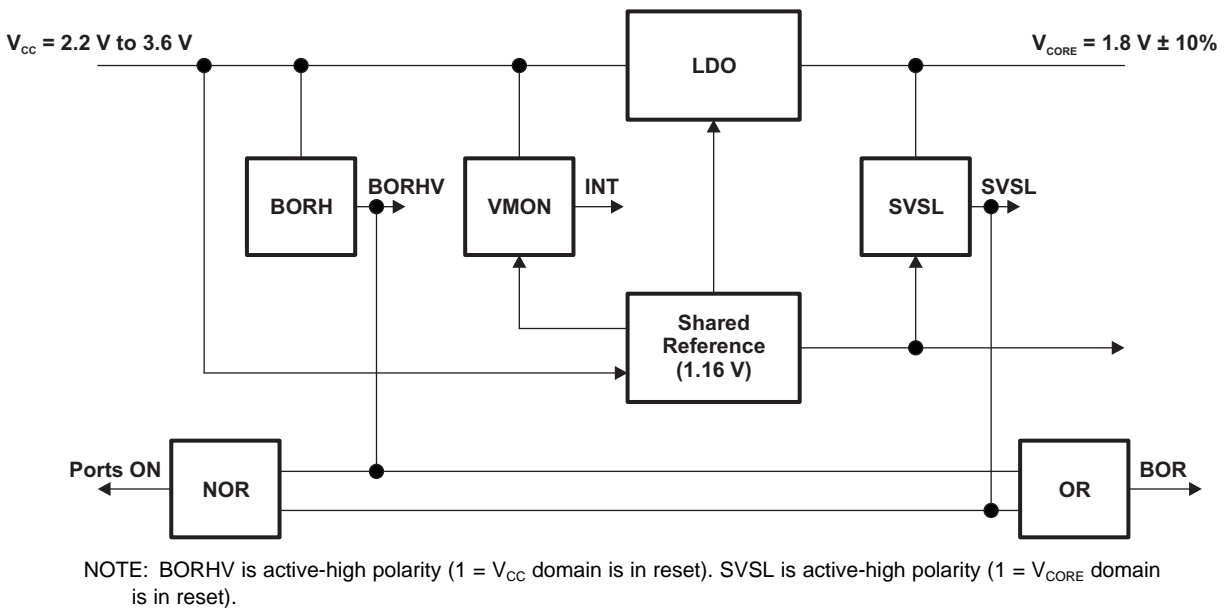 V_CC = 2.2 V to 3.6 V
V_CORE = 1.8 V ± 10%
LDO
BORH
BORHV
VMON
INT
SVSL
SVSL
Shared
Reference
(1.16 V)
Ports ON
NOR
OR
BOR
NOTE: BORHV is active-high polarity (1 = V_CC domain is in reset). SVSL is active-high polarity (1 = V_CORE domain
is in reset).